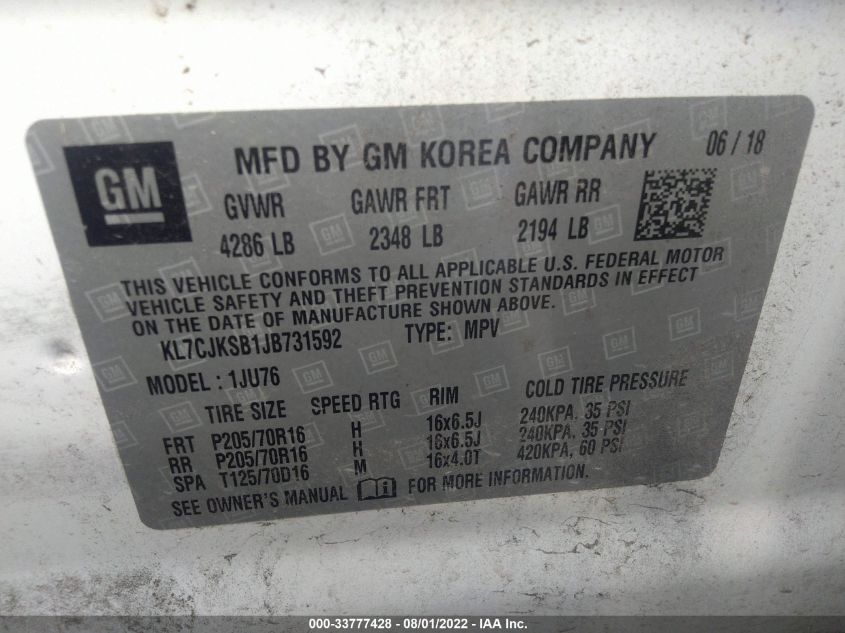 GM
MFD BY GM KOREA COMPANY 06 / 18
GVWR GAWR FRT GAWR RR
4286 LB 2348 LB 2194 LB
THIS VEHICLE CONFORMS TO ALL APPLICABLE U.S. FEDERAL MOTOR
VEHICLE SAFETY AND THEFT PREVENTION STANDARDS IN EFFECT
ON THE DATE OF MANUFACTURE SHOWN ABOVE.
KL7CJKSB1JB731592 TYPE: MPV
MODEL : 1JU76
TIRE SIZE SPEED RTG RIM COLD TIRE PRESSURE
FRT P205/70R16 H 16x6.5J 240KPA, 35 PSI
RR P205/70R16 H 16x6.5J 240KPA, 35 PSI
SPA T125/70D16 M 16x4.0T 420KPA, 60 PSI
SEE OWNER'S MANUAL FOR MORE INFORMATION.
000-33777428 - 08/01/2022 - IAA Inc.